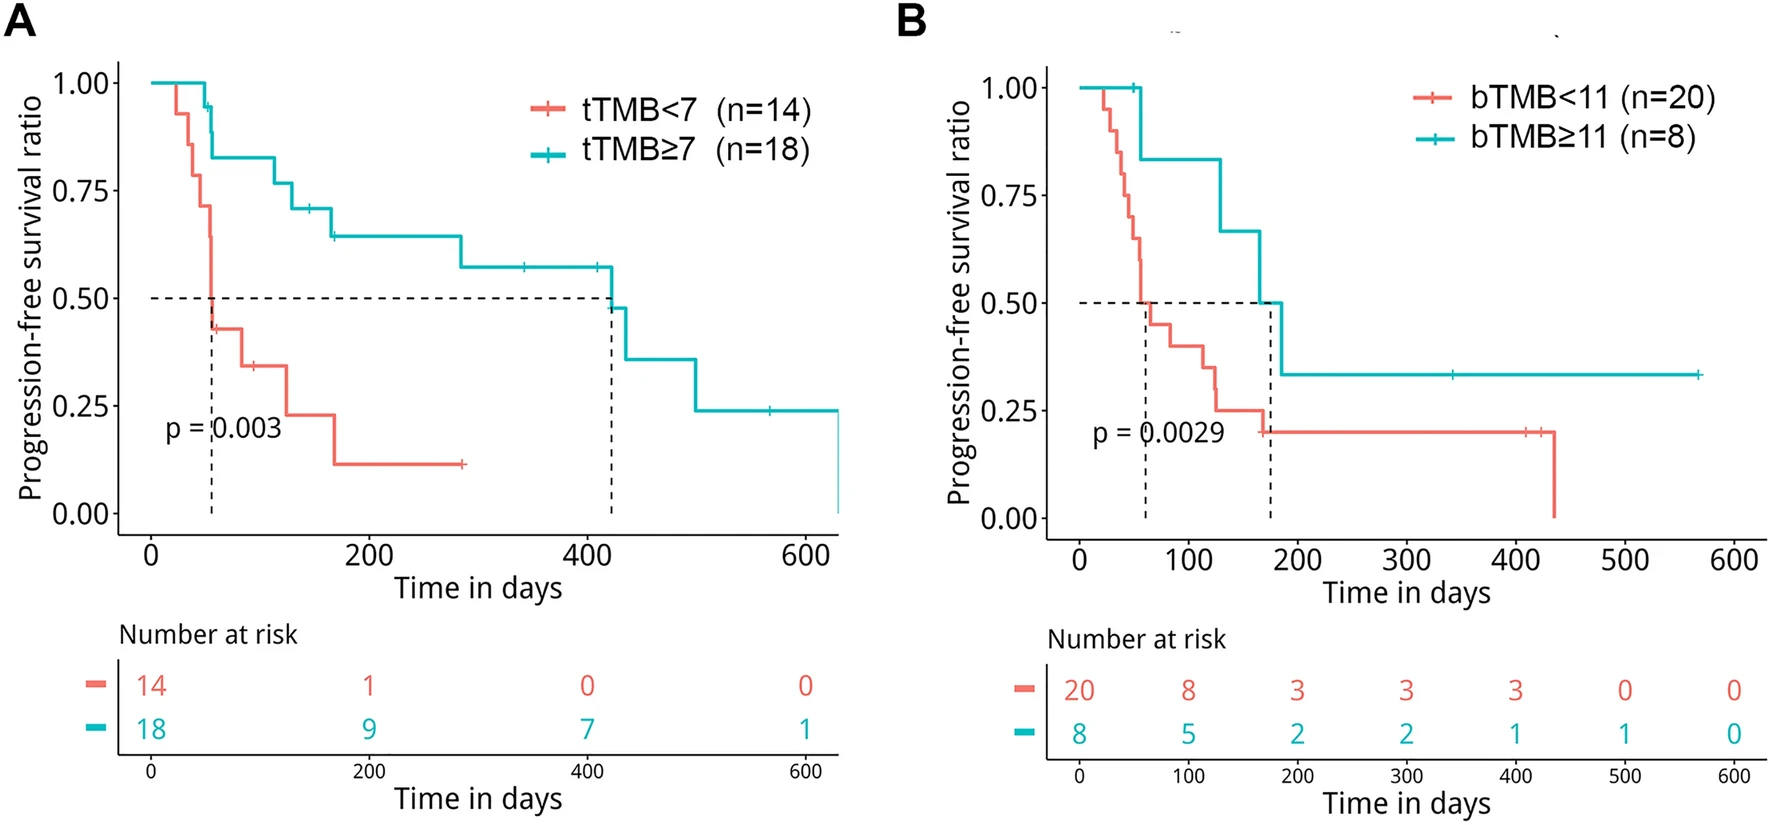 A
Progression-free survival ratio
1.00
0.75
0.50
0.25
0.00
tTMB<7 (n=14)
tTMB≥7 (n=18)
p = 0.003
0 200 400 600
Time in days
Number at risk
14 1 0 0
18 9 7 1
0 200 400 600
Time in days
B
Progression-free survival ratio
1.00
0.75
0.50
0.25
0.00
bTMB<11 (n=20)
bTMB≥11 (n=8)
p = 0.0029
0 100 200 300 400 500 600
Time in days
Number at risk
20 8 3 3 3 0 0
8 5 2 2 1 1 0
0 100 200 300 400 500 600
Time in days